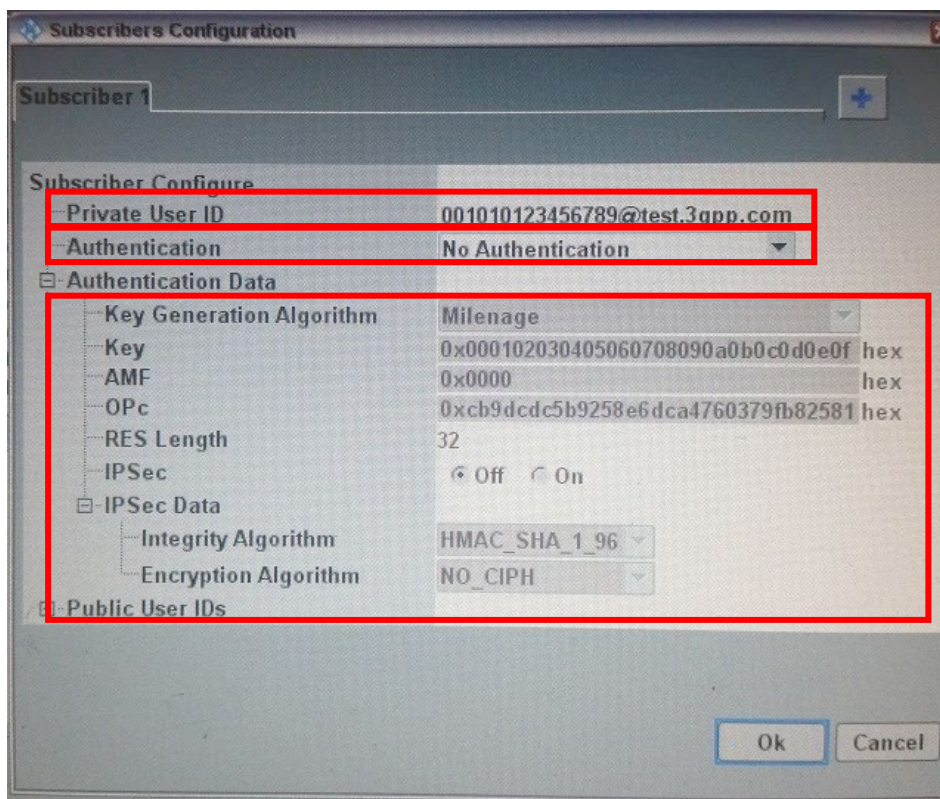 Subscribers Configuration
Subscriber 1
Subscriber Configure
Private User ID 001010123456789@test.3gpp.com
Authentication No Authentication
Authentication Data
Key Generation Algorithm Milenage
Key 0x000102030405060708090a0b0c0d0e0f hex
AMF 0x0000 hex
OPc 0xcb9dcdc5b9258e6dca4760379fb82581 hex
RES Length 32
IPSec Off On
IPSec Data
Integrity Algorithm HMAC_SHA_1_96
Encryption Algorithm NO_CIPH
Public User IDs
Ok Cancel